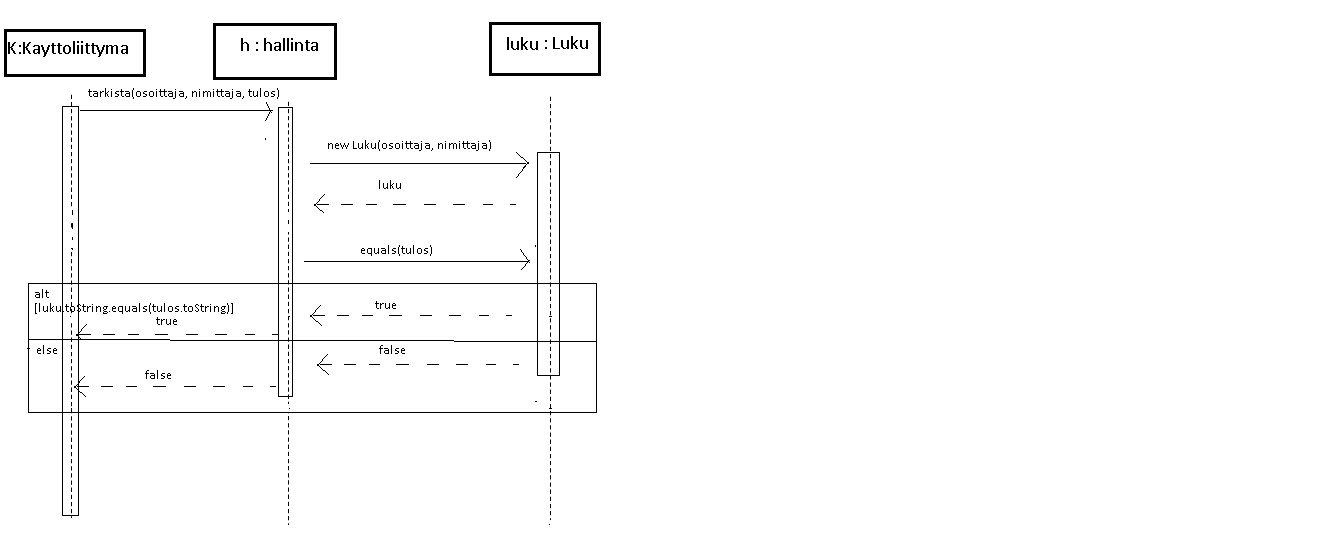 K:Kayttoliittyma
h : hallinta
luku : Luku
tarkista(osoittaja, nimittaja, tulos)
new Luku(osoittaja, nimittaja)
luku
equals(tulos)
alt
[luku.toString.equals(tulos.toString)]
true
true
else
false
false